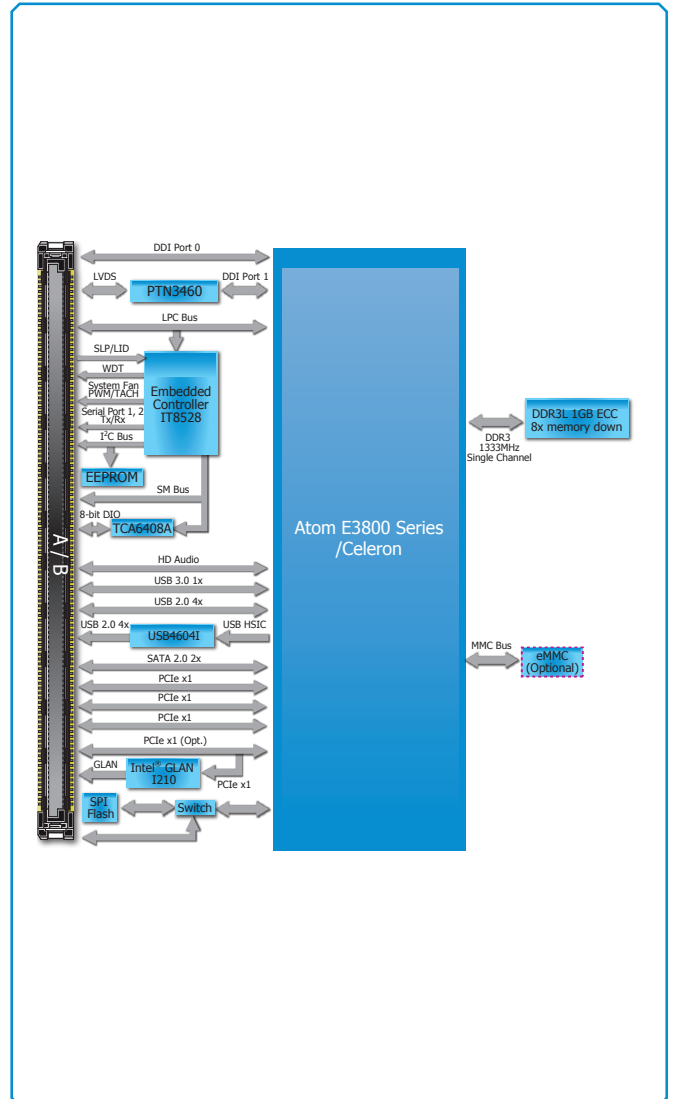 DDI Port 0
LVDS
DDI Port 1
PTN3460
LPC Bus
SLP/LID
WDT
System Fan
PWM/TACH
Serial Port 1, 2
Tx/Rx
I²C Bus
Embedded
Controller
IT8528
EEPROM
SM Bus
8-bit DIO
TCA6408A
A / B
HD Audio
USB 3.0 1x
USB 2.0 4x
USB 2.0 4x
USB HSIC
USB4604I
SATA 2.0 2x
PCIe x1
PCIe x1
PCIe x1
PCIe x1 (Opt.)
GLAN
Intel® GLAN
I210
PCIe x1
SPI
Flash
Switch
Atom E3800 Series
/Celeron
DDR3L 1GB ECC
8x memory down
DDR3
1333MHz
Single Channel
MMC Bus
eMMC
(Optional)